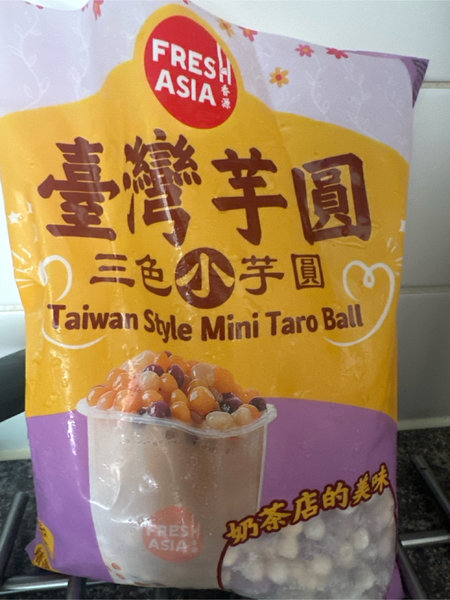 FRESH
ASIA
香源
臺灣芋圓
三色小芋圓
Taiwan Style Mini Taro Ball
FRESH
ASIA
奶茶店的美味